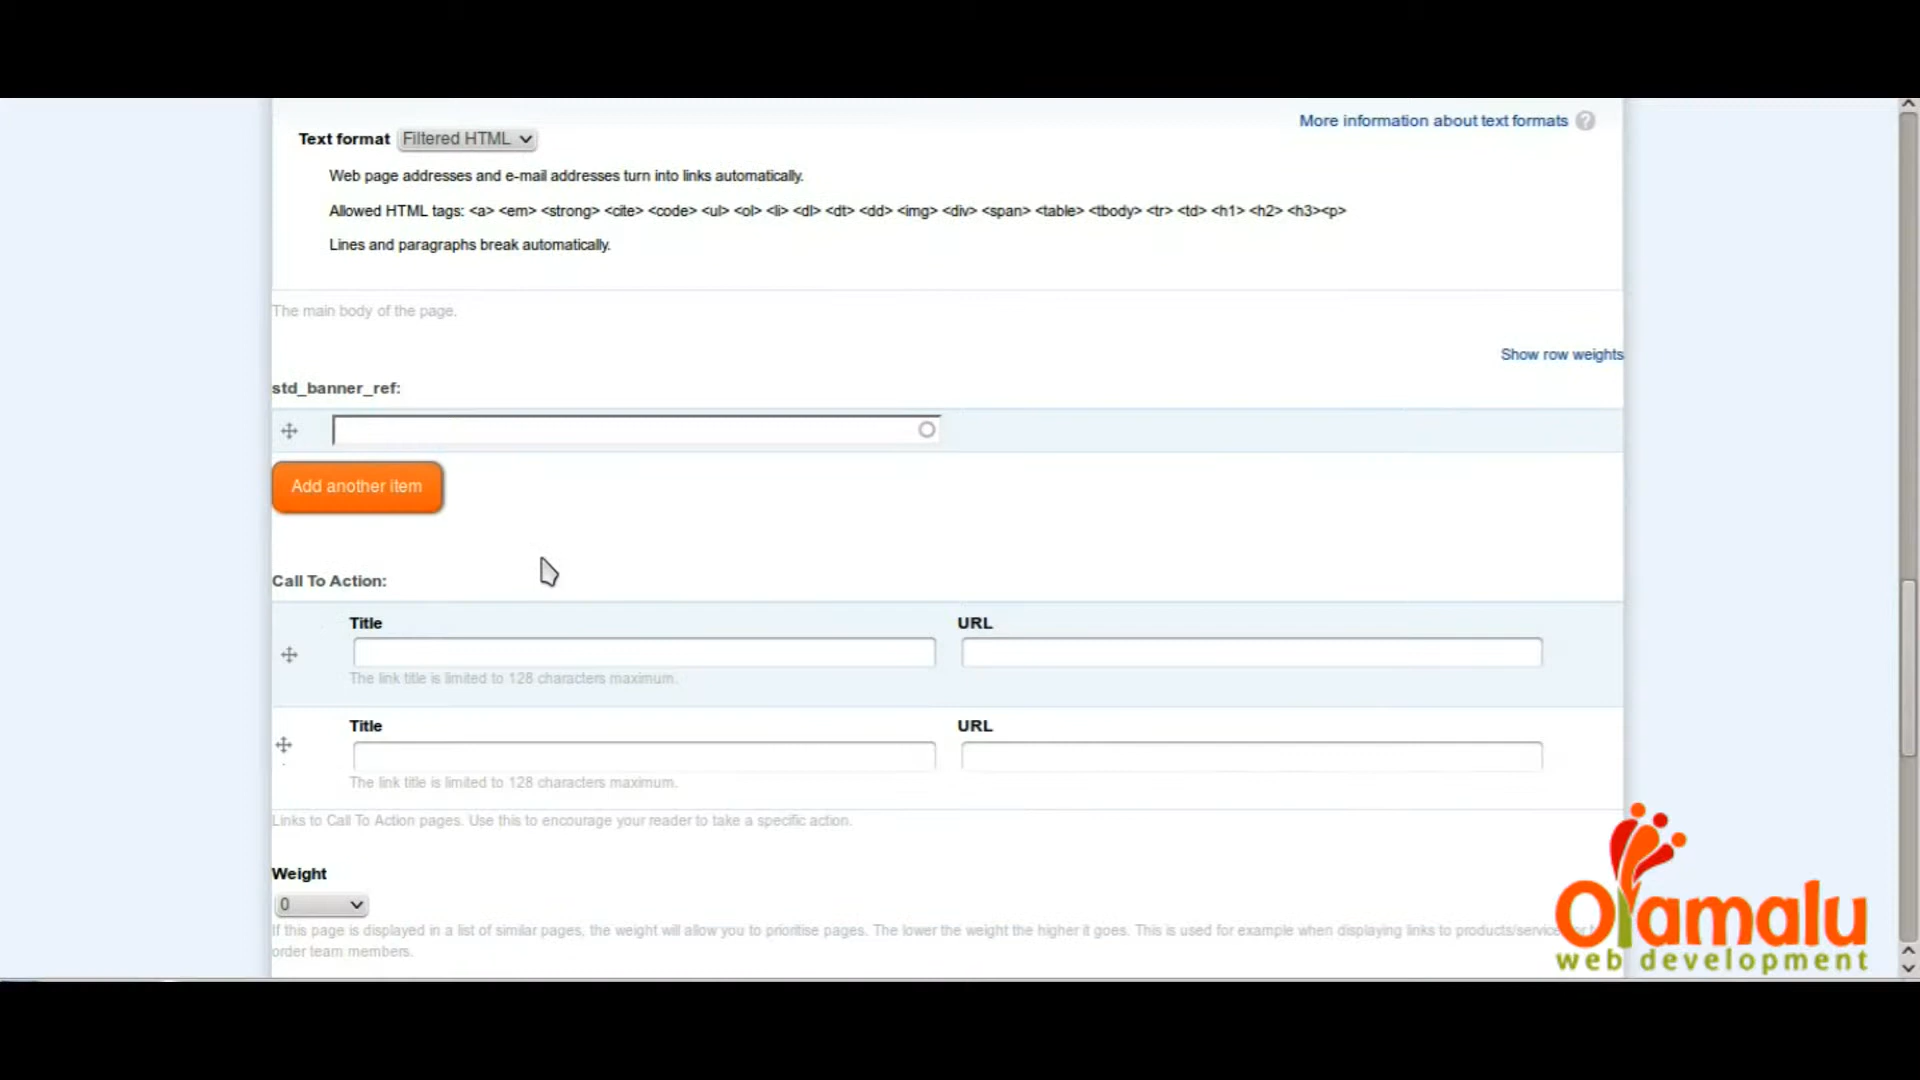 More information about text formats ?
Text format Filtered HTML
Web page addresses and e-mail addresses turn into links automatically.
Allowed HTML tags: <a> <em> <strong> <cite> <code> <ul> <ol> <li> <dl> <dt> <dd> <img> <div> <span> <table> <tbody> <tr> <td> <h1> <h2> <h3><p>
Lines and paragraphs break automatically.
The main body of the page.
Show row weights
std_banner_ref:
Add another item
Call To Action:
Title URL
The link title is limited to 128 characters maximum.
Title URL
The link title is limited to 128 characters maximum.
Links to Call To Action pages. Use this to encourage your reader to take a specific action.
Weight
0
If this page is displayed in a list of similar pages, the weight will allow you to prioritise pages. The lower the weight the higher it goes. This is used for example when displaying links to products/service
order team members.
Olamalu
web development